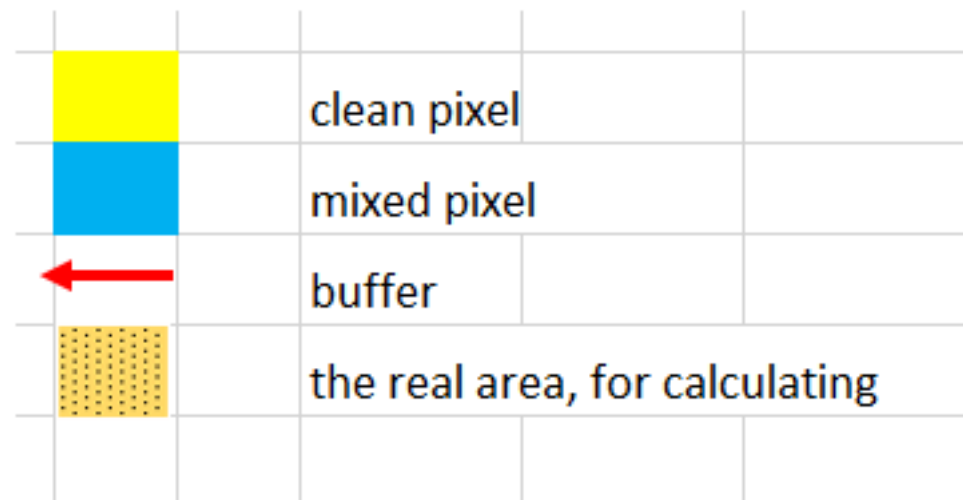 clean pixel
mixed pixel
buffer
the real area, for calculating